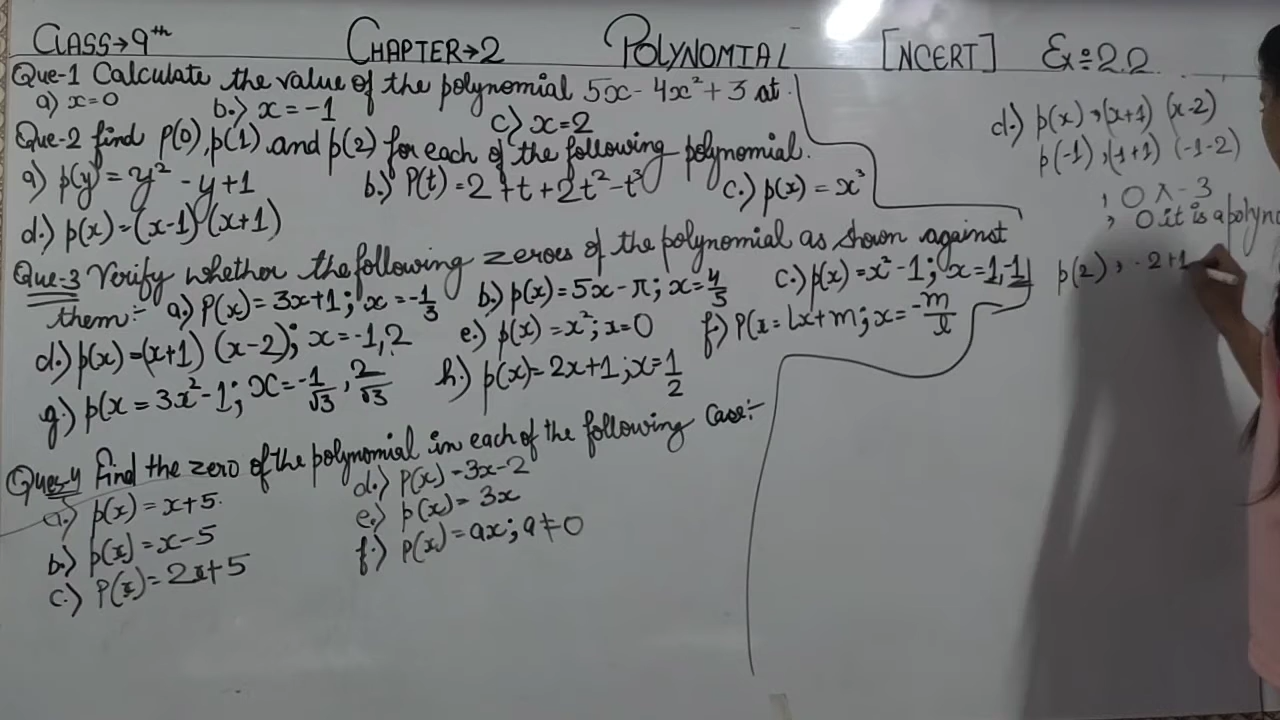 CLASS→9th CHAPTER→2 POLYNOMIAL [NCERT] Ex÷2.2
Que-1 Calculate the value of the polynomial 5x - 4x² + 3 at
a) x=0 b.) x = -1 c) x=2
Que-2 find P(0), p(1), and p(2) for each of the following polynomial.
a) p(y) = y² - y + 1 b.) P(t) = 2 + t + 2t² - t³ c.) p(x) = x³
d.) p(x) = (x-1) (x+1)
Que-3 Verify whether the following zeroes of the polynomial as shown against
them:- a.) P(x) = 3x+1; x = -1/3 b.) p(x) = 5x - π; x = 4/5 c.) p(x) = x² - 1; x = 1, -1
d.) p(x) = (x+1) (x-2); x = -1, 2 e.) p(x) = x²; x=0 f.) P(x = lx + m; x = -m/l
g.) p(x = 3x² - 1; x = -1/√3, 2/√3 h.) p(x) = 2x + 1; x = 1/2
Ques-4 Find the zero of the polynomial in each of the following Case:-
a.) p(x) = x+5.
b.) p(x) = x-5
c.) P(x) = 2x+5
d.) P(x) = 3x-2
e.) p(x) = 3x
f.) P(x) = ax; a≠0
d.) p(x) = (x+1) (x-2)
p(-1) = (-1+1) (-1-2)
= 0 x -3
= 0 it is a
p(2) = 2+1